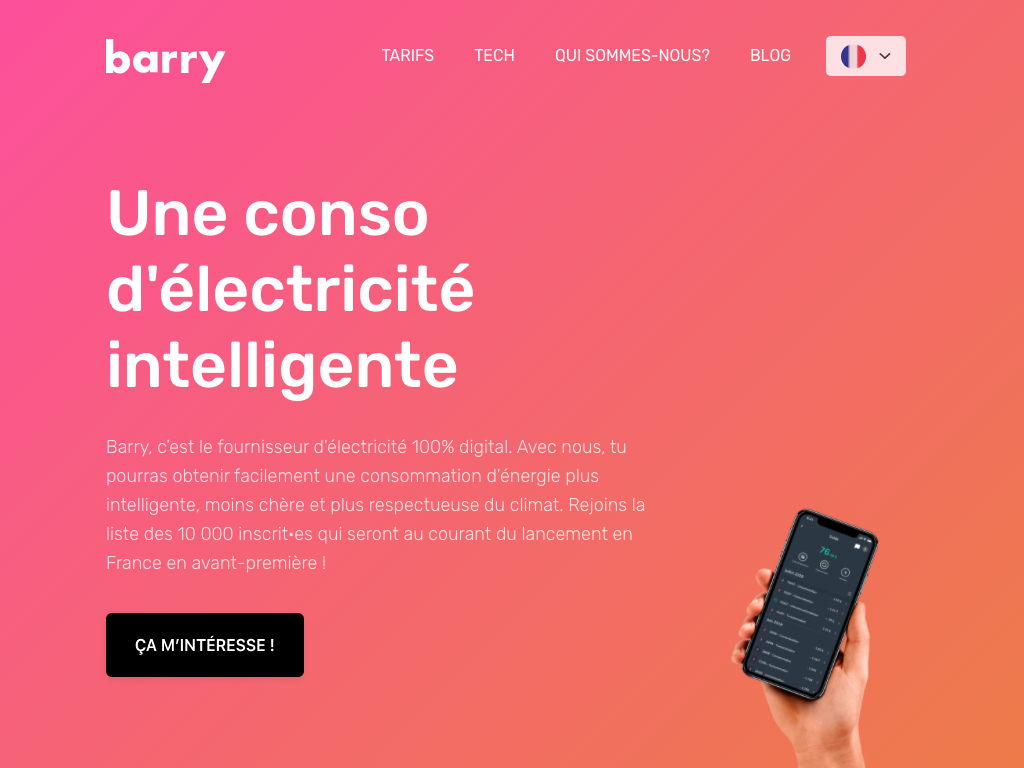 barry
TARIFS
TECH
QUI SOMMES-NOUS?
BLOG
Une conso
d'électricité
intelligente
Barry, c’est le fournisseur d’électricité 100% digital. Avec nous, tu
pourras obtenir facilement une consommation d’énergie plus
intelligente, moins chère et plus respectueuse du climat. Rejoins la
liste des 10 000 inscrit•es qui seront au courant du lancement en
France en avant-première !
ÇA M’INTÉRESSE !
76